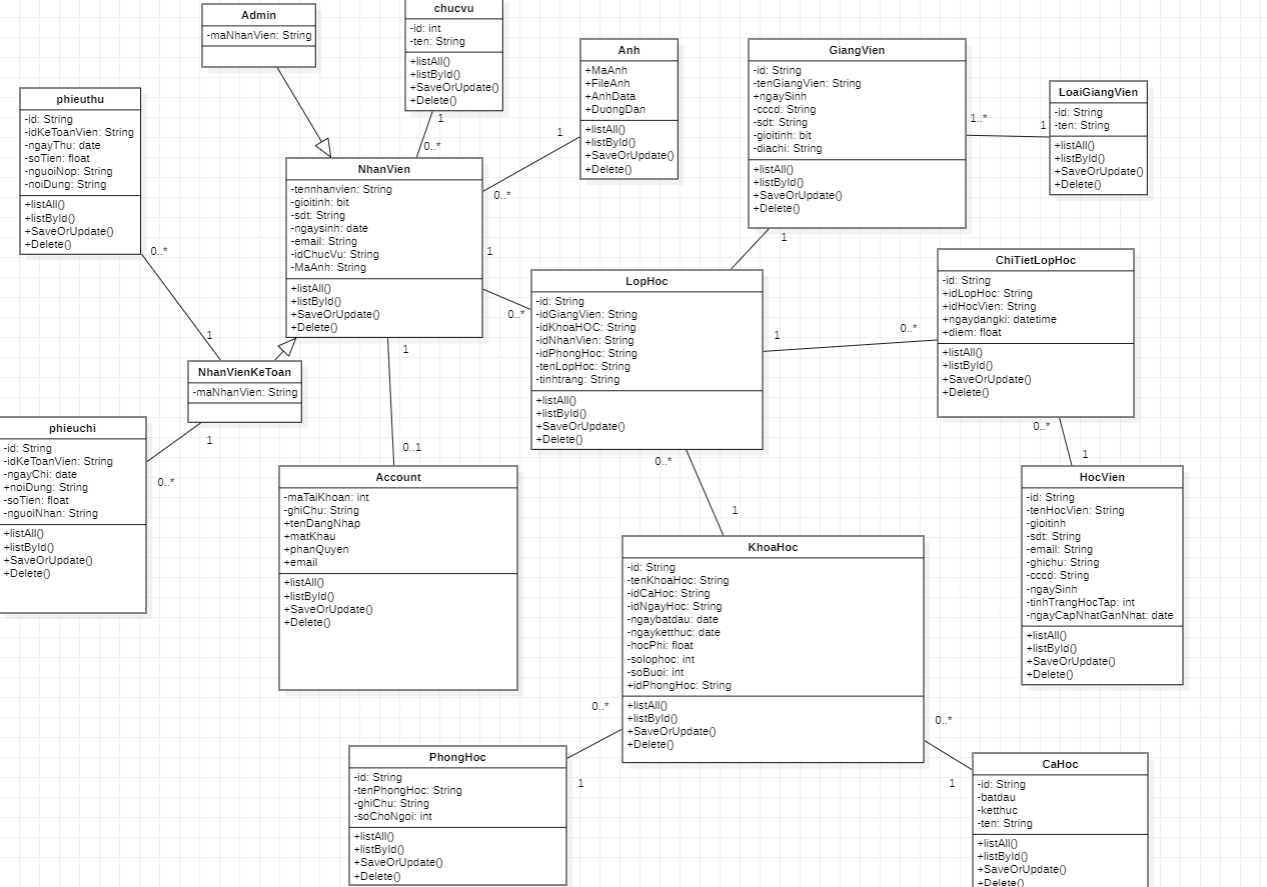 Admin
-maNhanVien: String
chucvu
-id: int
-ten: String
+listAll()
+listById()
+SaveOrUpdate()
+Delete()
Anh
+MaAnh
+FileAnh
+AnhData
+DuongDan
+listAll()
+listById()
+SaveOrUpdate()
+Delete()
GiangVien
-id: String
-tenGiangVien: String
+ngaySinh
-cccd: String
-sdt: String
-gioitinh: bit
-diachi: String
+listAll()
+listById()
+SaveOrUpdate()
+Delete()
LoaiGiangVien
-id: String
-ten: String
+listAll()
+listById()
+SaveOrUpdate()
+Delete()
1..*
1
phieuthu
-id: String
-idKeToanVien: String
-ngayThu: date
-soTien: float
-nguoiNop: String
-noiDung: String
+listAll()
+listById()
+SaveOrUpdate()
+Delete()
1
0..*
1
0..*
NhanVien
-tennhanvien: String
-gioitinh: bit
-sdt: String
-ngaysinh: date
-email: String
-idChucVu: String
-MaAnh: String
+listAll()
+listById()
+SaveOrUpdate()
+Delete()
0..*
1
1
0..*
1
LopHoc
-id: String
-idGiangVien: String
-idKhoaHOC: String
-idNhanVien: String
-idPhongHoc: String
-tenLopHoc: String
-tinhtrang: String
+listAll()
+listById()
+SaveOrUpdate()
+Delete()
1
0..*
ChiTietLopHoc
-id: String
+idLopHoc: String
+idHocVien: String
+ngaydangki: datetime
+diem: float
+listAll()
+listById()
+SaveOrUpdate()
+Delete()
NhanVienKeToan
-maNhanVien: String
1
0..*
phieuchi
-id: String
-idKeToanVien: String
-ngayChi: date
+noiDung: String
-soTien: float
-nguoiNhan: String
+listAll()
+listById()
+SaveOrUpdate()
+Delete()
1
0..1
Account
-maTaiKhoan: int
-ghiChu: String
+tenDangNhap
+matKhau
+phanQuyen
+email
+listAll()
+listById()
+SaveOrUpdate()
+Delete()
0..*
1
0..*
1
HocVien
-id: String
-tenHocVien: String
-gioitinh
-sdt: String
-email: String
-ghichu: String
-cccd: String
-ngaySinh
-tinhTrangHocTap: int
-ngayCapNhatGanNhat: date
+listAll()
+listById()
+SaveOrUpdate()
+Delete()
KhoaHoc
-id: String
-tenKhoaHoc: String
-idCaHoc: String
-idNgayHoc: String
-ngaybatdau: date
-ngayketthuc: date
-hocPhi: float
-solophoc: int
-soBuoi: int
+idPhongHoc: String
+listAll()
+listById()
+SaveOrUpdate()
+Delete()
0..*
1
0..*
1
PhongHoc
-id: String
-tenPhongHoc: String
-ghiChu: String
-soChoNgoi: int
+listAll()
+listById()
+SaveOrUpdate()
+Delete()
CaHoc
-id: String
-batdau
-ketthuc
-ten: String
+listAll()
+listById()
+SaveOrUpdate()
+Delete()